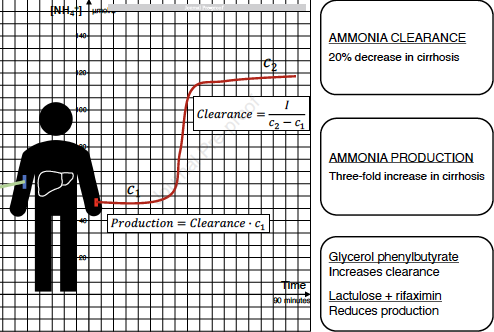 [NH₄⁺] µmol
140
120
c₂
100
Clearance = I / (c₂ − c₁)
80
c₁
Production = Clearance · c₁
40
20
Time
90 minutes
AMMONIA CLEARANCE
20% decrease in cirrhosis
AMMONIA PRODUCTION
Three-fold increase in cirrhosis
Glycerol phenylbutyrate
Increases clearance
Lactulose + rifaximin
Reduces production